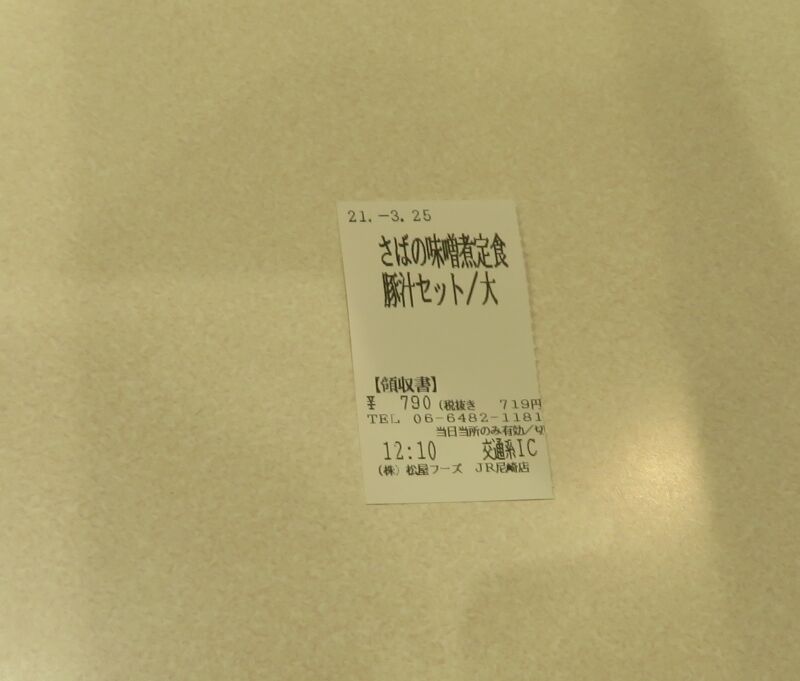 21.-3.25
さばの味噌煮定食
豚汁セット/大
【領収書】
¥ 790 (税抜き 719円
TEL 06-6482-1181
当日当所のみ有効/切
12:10 交通系IC
(株) 松屋フーズ JR尼崎店